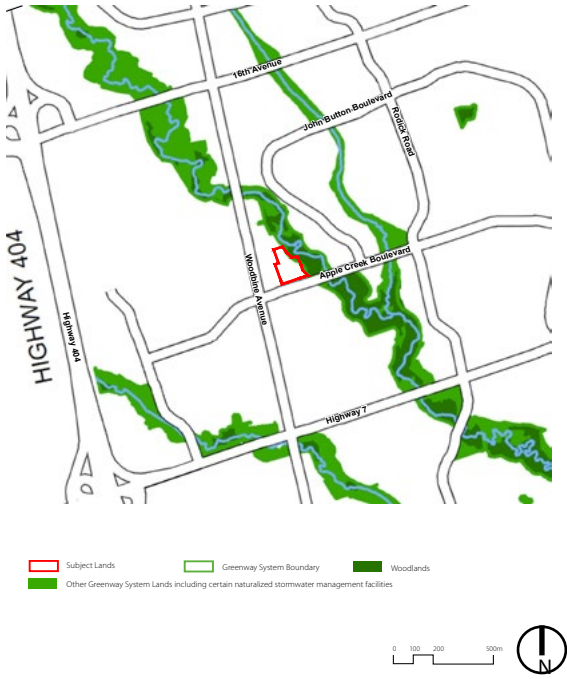 16th Avenue
John Button Boulevard
Rodick Road
HIGHWAY 404
Highway 404
Woodbine Avenue
Apple Creek Boulevard
Highway 7
Subject Lands
Greenway System Boundary
Woodlands
Other Greenway System Lands including certain naturalized stormwater management facilities
0 100 200 500m
N